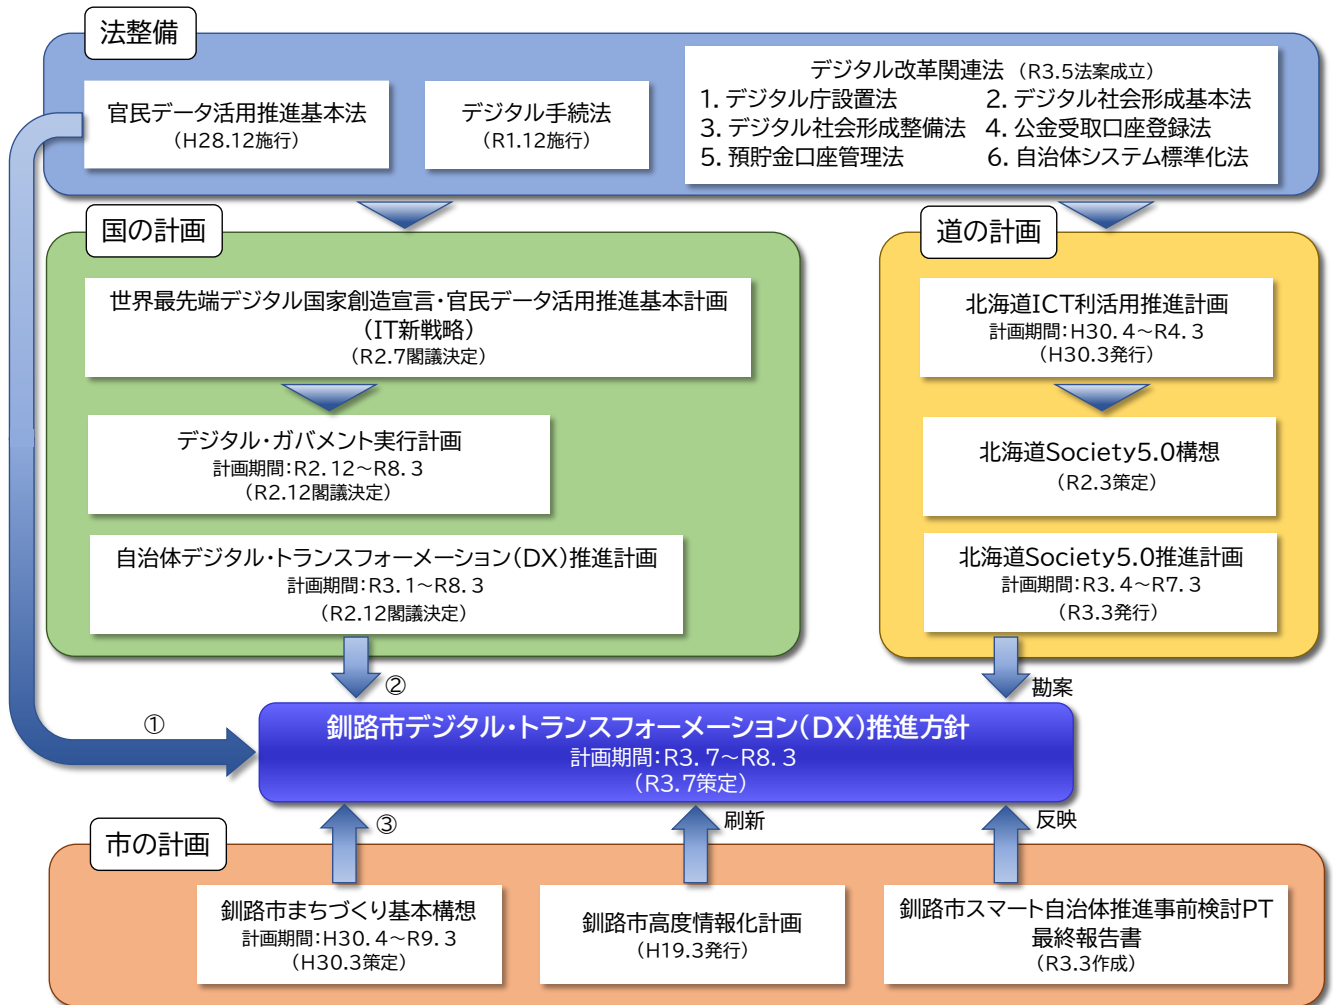 法整備
官民データ活用推進基本法
(H28.12施行)
デジタル手続法
(R1.12施行)
デジタル改革関連法 (R3.5法案成立)
1. デジタル庁設置法 2. デジタル社会形成基本法
3. デジタル社会形成整備法 4. 公金受取口座登録法
5. 預貯金口座管理法 6. 自治体システム標準化法
国の計画
世界最先端デジタル国家創造宣言・官民データ活用推進基本計画
(IT新戦略)
(R2.7閣議決定)
デジタル・ガバメント実行計画
計画期間:R2.12~R8.3
(R2.12閣議決定)
自治体デジタル・トランスフォーメーション(DX)推進計画
計画期間:R3.1~R8.3
(R2.12閣議決定)
道の計画
北海道ICT利活用推進計画
計画期間:H30.4~R4.3
(H30.3発行)
北海道Society5.0構想
(R2.3策定)
北海道Society5.0推進計画
計画期間:R3.4~R7.3
(R3.3発行)
②
勘案
①
釧路市デジタル・トランスフォーメーション(DX)推進方針
計画期間:R3.7~R8.3
(R3.7策定)
③
刷新
反映
市の計画
釧路市まちづくり基本構想
計画期間:H30.4~R9.3
(H30.3策定)
釧路市高度情報化計画
(H19.3発行)
釧路市スマート自治体推進事前検討PT
最終報告書
(R3.3作成)